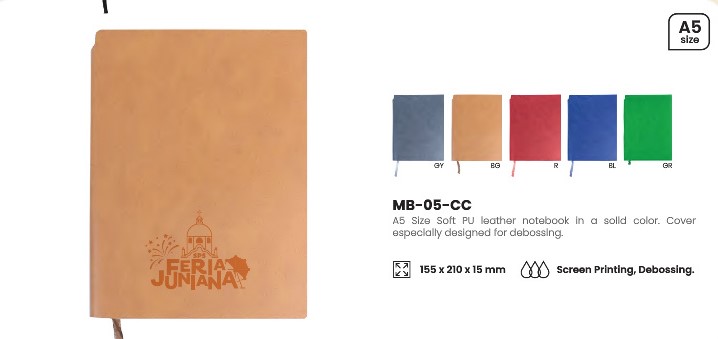 A5
size
EPS
FERIA
JUNIANA
GY
BG
R
BL
GR
MB-05-CC
A5 Size Soft PU leather notebook in a solid color. Cover
especially designed for debossing.
155 x 210 x 15 mm
Screen Printing, Debossing.